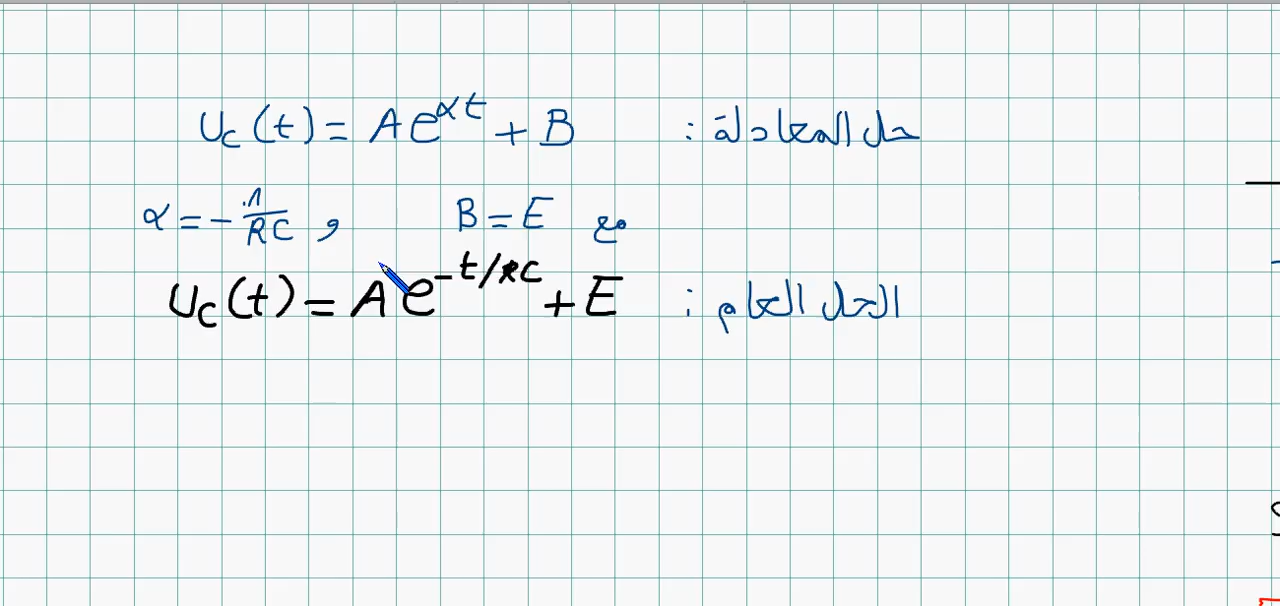 حل المعادلة : Uc(t) = Ae^αt + B
مع B = E و α = -1/RC
الحل العام : Uc(t) = Ae^-t/RC + E